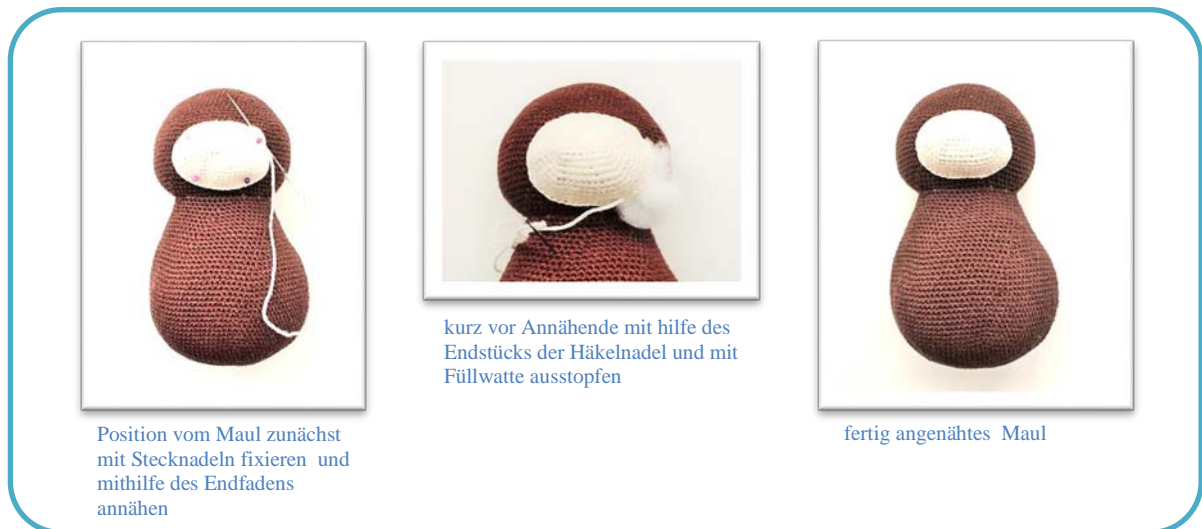 Position vom Maul zunächst
mit Stecknadeln fixieren und
mithilfe des Endfadens
annähen
kurz vor Annähende mit hilfe des
Endstücks der Häkelnadel und mit
Füllwatte ausstopfen
fertig angenähtes Maul